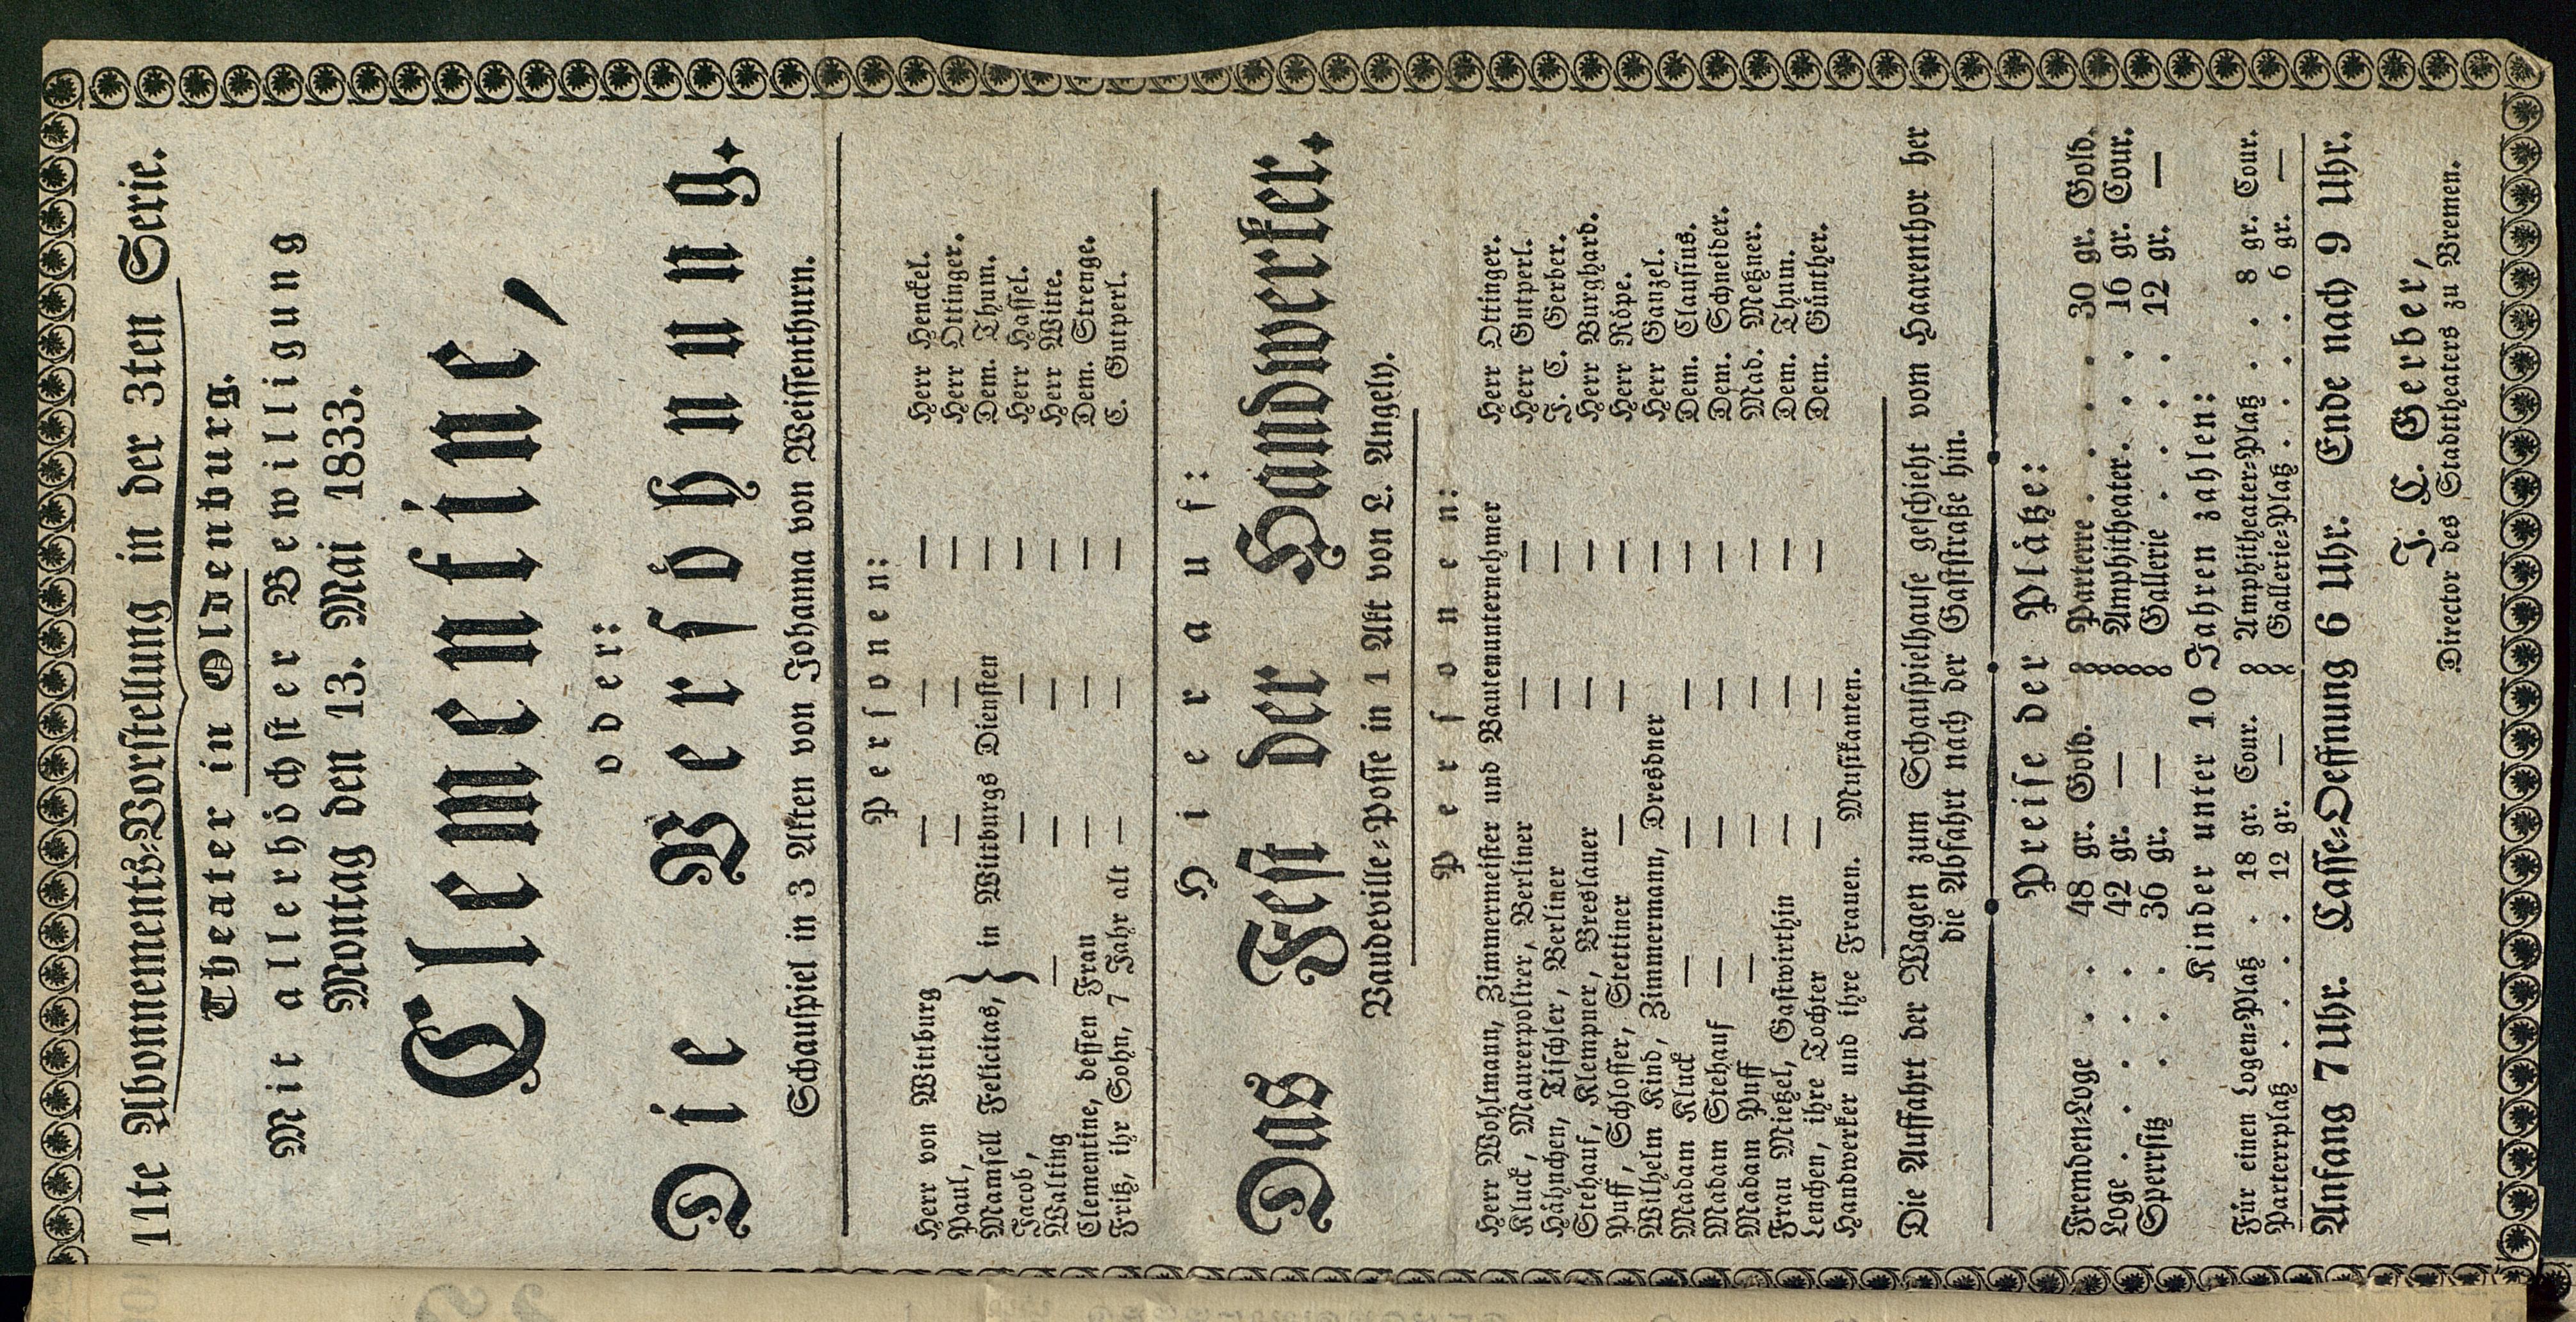 11te Abonnements-Vorstellung in der 3ten Serie.
Theater in Oldenburg.
Mit allerhöchster Bewilligung
Montag den 13. Mai 1833.
Clementine,
oder:
Die Versöhnung.
Schauspiel in 3 Akten von Johanna von Weissenthurn.
Personen:
Herr von Wittburg — — — Herr Henckel.
Paul, — — — Herr Ottinger.
Mamsell Felicitas, } in Wittburgs Diensten — Dem. Thum.
Jacob, — — — Herr Hassel.
Walting — — — — Herr Witte.
Clementine, dessen Frau — — — Dem. Strenge.
Fritz, ihr Sohn, 7 Jahr alt — — — C. Gutperl.
Hierauf:
Das Fest der Handwerker.
Vaudeville-Posse in 1 Akt von L. Angely.
Personen:
Herr Wohlmann, Zimmermeister und Bautenunternehmer Herr Ottinger.
Kluck, Maurerpolirer, Berliner — — Herr Gutperl.
Hähnchen, Tischler, Berliner — — J. C. Gerber.
Stehauf, Klempner, Breslauer — — Herr Burghard.
Puff, Schlosser, Stettiner — — — Herr Röpe.
Wilhelm Kind, Zimmermann, Dresdner — Herr Ganzel.
Madam Kluck — — — — Dem. Clausius.
Madam Stehauf — — — — Dem. Schneider.
Madam Puff — — — — Mad. Metzner.
Frau Mietzel, Gastwirthin — — — Dem. Thum.
Lenchen, ihre Tochter — — — Dem. Günther.
Handwerker und ihre Frauen. Musikanten.
Die Auffahrt der Wagen zum Schauspielhause geschieht vom Haarenthor her
die Abfahrt nach der Gaststraße hin.
Preise der Plätze:
Fremden-Loge . . 48 gr. Gold. Parterre . . . . . 30 gr. Gold.
Loge . . . . . 42 gr. — Amphitheater . . . 16 gr. Cour.
Sperrsitz . . . 36 gr. — Gallerie . . . . . 12 gr. —
Kinder unter 10 Jahren zahlen:
Für einen Logen-Platz . 18 gr. Cour. Amphitheater-Platz . . . 8 gr. Cour.
Parterrplatz . . . . 12 gr. — Gallerie-Platz . . . . 6 gr. —
Anfang 7 Uhr. Casse-Oeffnung 6 Uhr. Ende nach 9 Uhr.
J. C. Gerber,
Director des Stadttheaters zu Bremen.